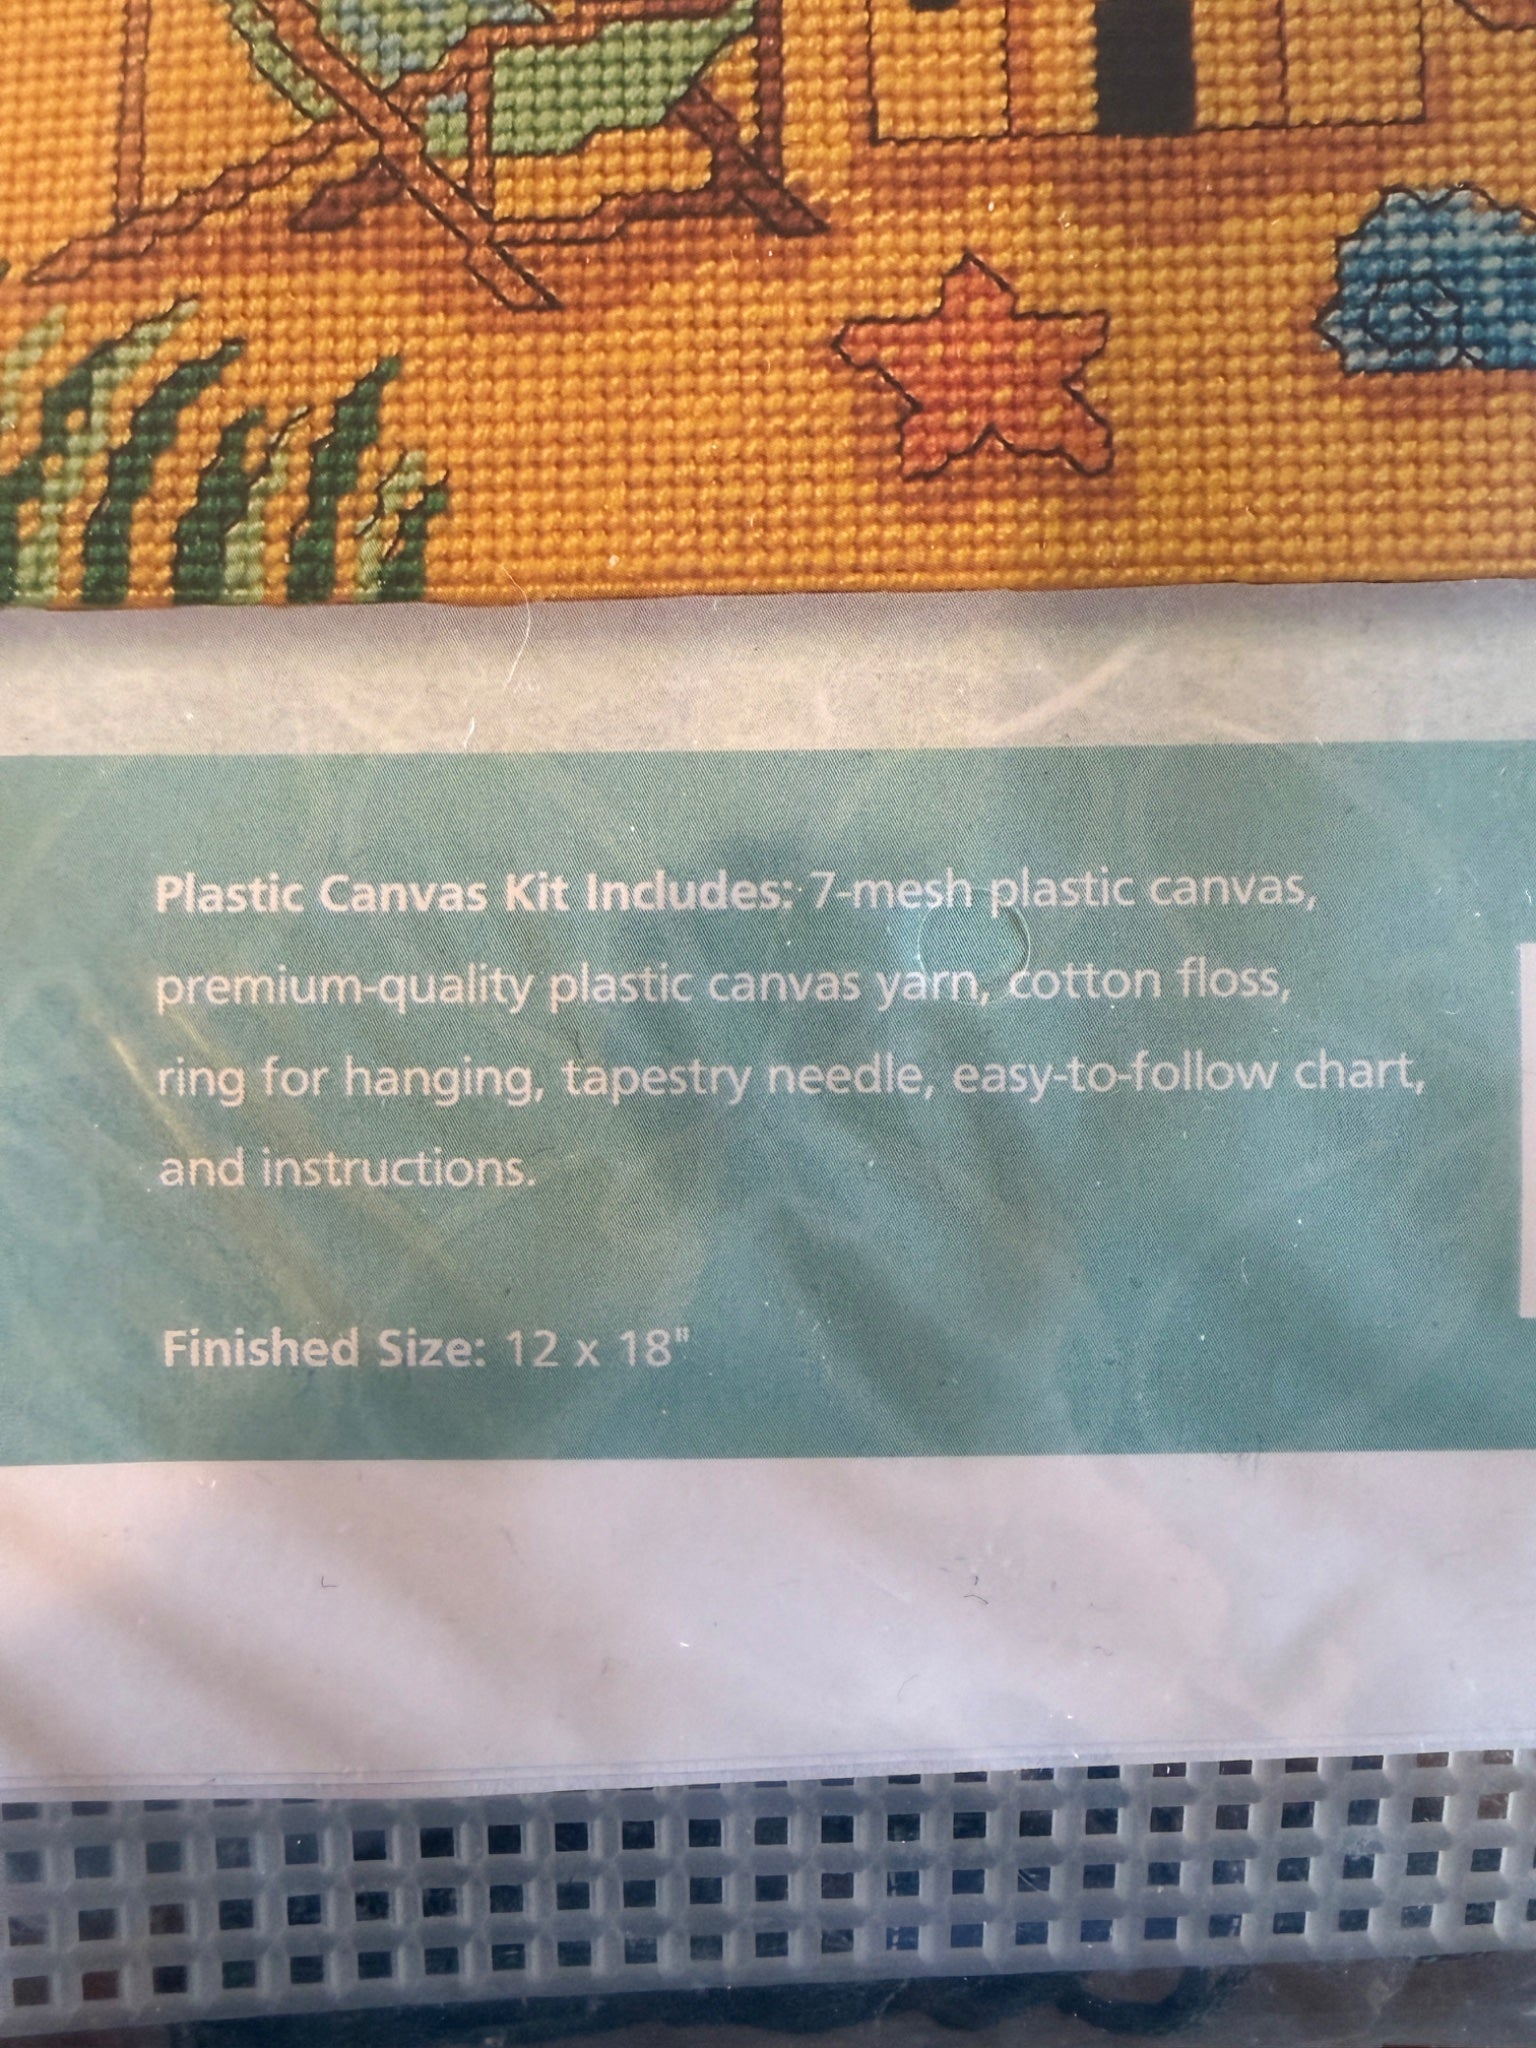 Plastic Canvas Kit Includes: 7-mesh plastic canvas,
premium-quality plastic canvas yarn, cotton floss,
ring for hanging, tapestry needle, easy-to-follow chart,
and instructions.
Finished Size: 12 x 18"